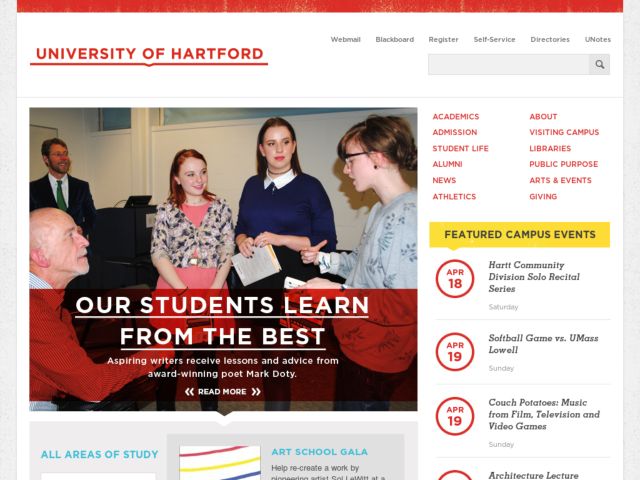 Webmail Blackboard Register Self-Service Directories UNotes
UNIVERSITY OF HARTFORD
ACADEMICS
ADMISSION
STUDENT LIFE
ALUMNI
NEWS
ATHLETICS
ABOUT
VISITING CAMPUS
LIBRARIES
PUBLIC PURPOSE
ARTS & EVENTS
GIVING
OUR STUDENTS LEARN
FROM THE BEST
Aspiring writers receive lessons and advice from
award-winning poet Mark Doty.
« READ MORE »
FEATURED CAMPUS EVENTS
APR
18
Hartt Community
Division Solo Recital
Series
Saturday
APR
19
Softball Game vs. UMass
Lowell
Sunday
APR
19
Couch Potatoes: Music
from Film, Television and
Video Games
Sunday
APR
Architecture Lecture
ALL AREAS OF STUDY
ART SCHOOL GALA
Help re-create a work by
pioneering artist Sol LeWitt at a